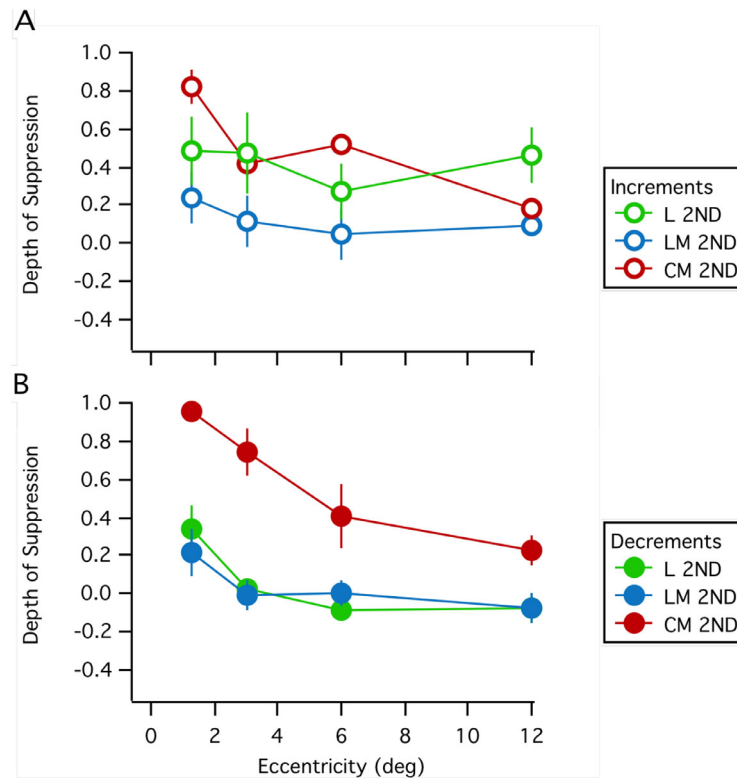 A
1.0
0.8
0.6
0.4
0.2
0.0
-0.2
-0.4
Depth of Suppression
Increments
L 2ND
LM 2ND
CM 2ND
B
1.0
0.8
0.6
0.4
0.2
0.0
-0.2
-0.4
Depth of Suppression
0 2 4 6 8 10 12
Eccentricity (deg)
Decrements
L 2ND
LM 2ND
CM 2ND